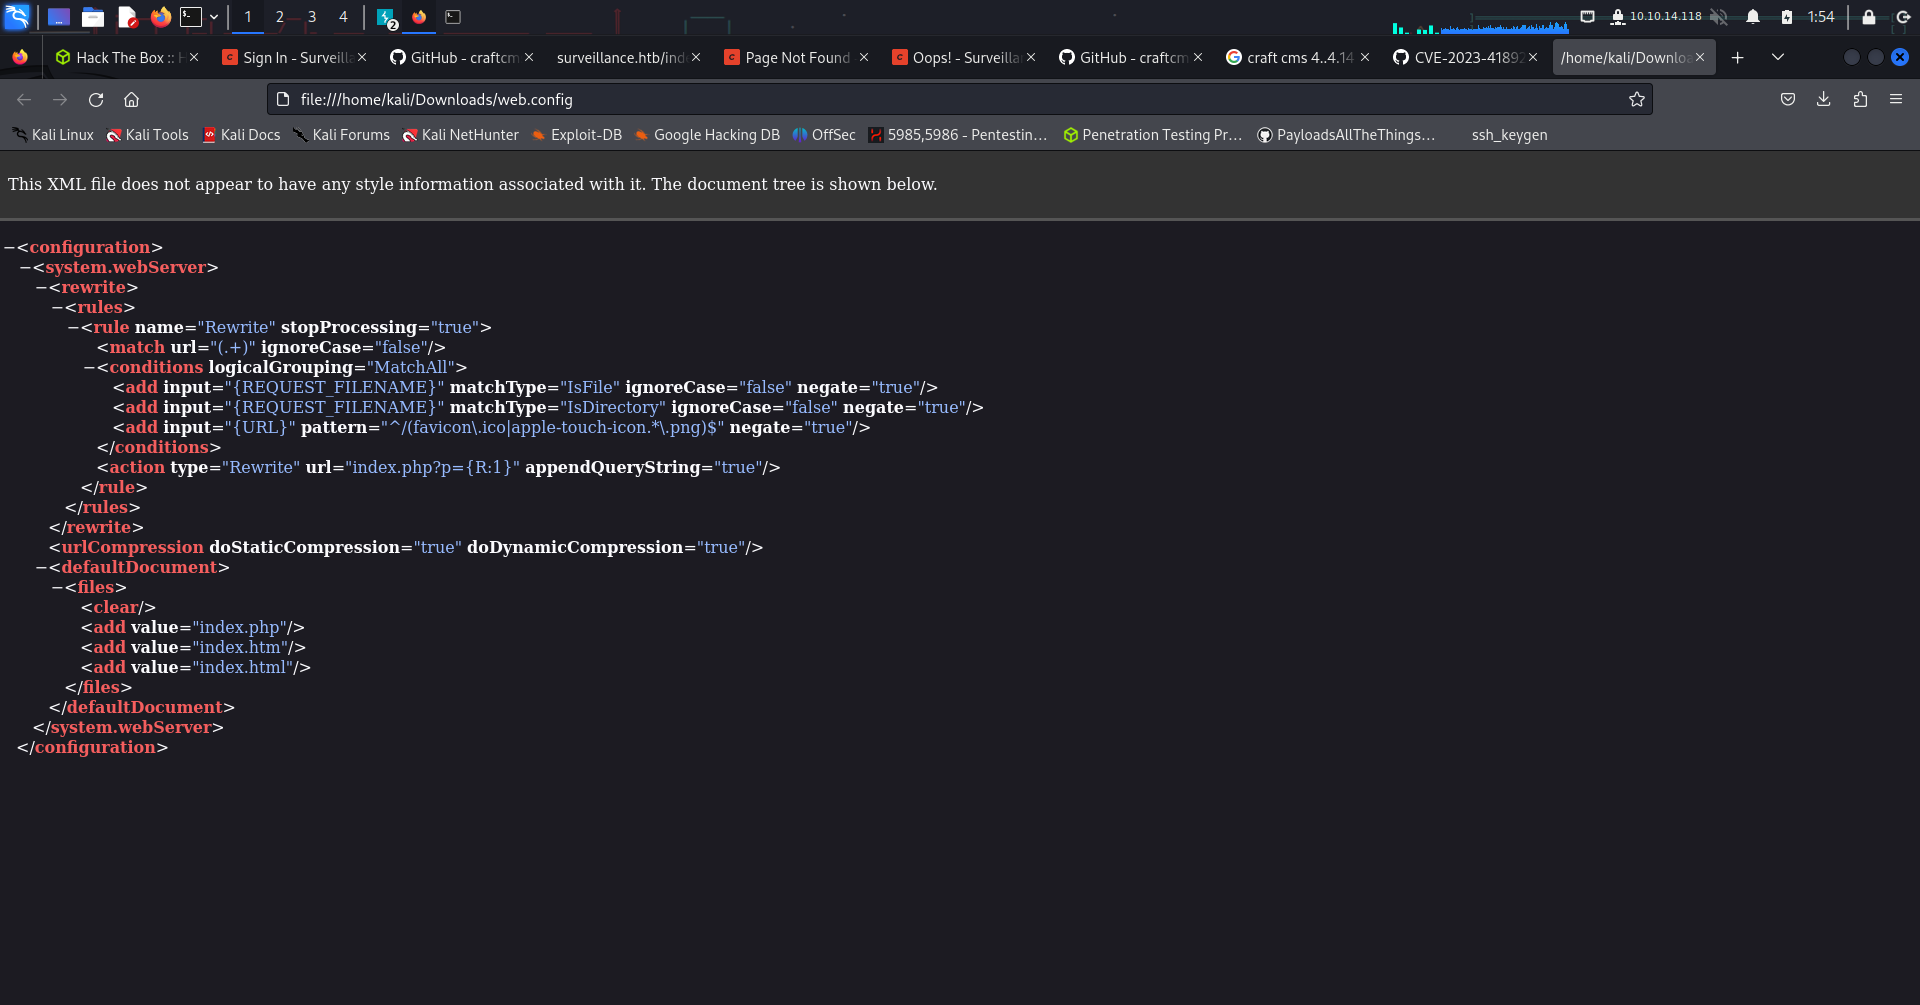 1 2 3 4 2 10.10.14.118 1:54
Hack The Box :: H Sign In - Surveilla GitHub - craftcm surveillance.htb/ind Page Not Found Oops! - Surveilla GitHub - craftcm craft cms 4..4.14 CVE-2023-41892 /home/kali/Downloa
file:///home/kali/Downloads/web.config
Kali Linux Kali Tools Kali Docs Kali Forums Kali NetHunter Exploit-DB Google Hacking DB OffSec 5985,5986 - Pentestin… Penetration Testing Pr… PayloadsAllTheThings… ssh_keygen
This XML file does not appear to have any style information associated with it. The document tree is shown below.
−<configuration>
−<system.webServer>
−<rewrite>
−<rules>
−<rule name="Rewrite" stopProcessing="true">
<match url="(.+)" ignoreCase="false"/>
−<conditions logicalGrouping="MatchAll">
<add input="{REQUEST_FILENAME}" matchType="IsFile" ignoreCase="false" negate="true"/>
<add input="{REQUEST_FILENAME}" matchType="IsDirectory" ignoreCase="false" negate="true"/>
<add input="{URL}" pattern="^/(favicon\.ico|apple-touch-icon.*\.png)$" negate="true"/>
</conditions>
<action type="Rewrite" url="index.php?p={R:1}" appendQueryString="true"/>
</rule>
</rules>
</rewrite>
<urlCompression doStaticCompression="true" doDynamicCompression="true"/>
−<defaultDocument>
−<files>
<clear/>
<add value="index.php"/>
<add value="index.htm"/>
<add value="index.html"/>
</files>
</defaultDocument>
</system.webServer>
</configuration>